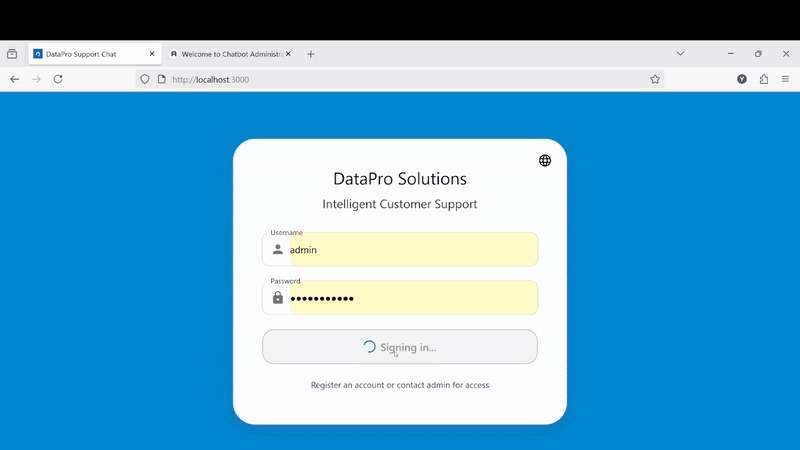 DataPro Support Chat
Welcome to Chatbot Administra
http://localhost:3000
Y
DataPro Solutions
Intelligent Customer Support
Username
admin
Password
Signing in...
Register an account or contact admin for access